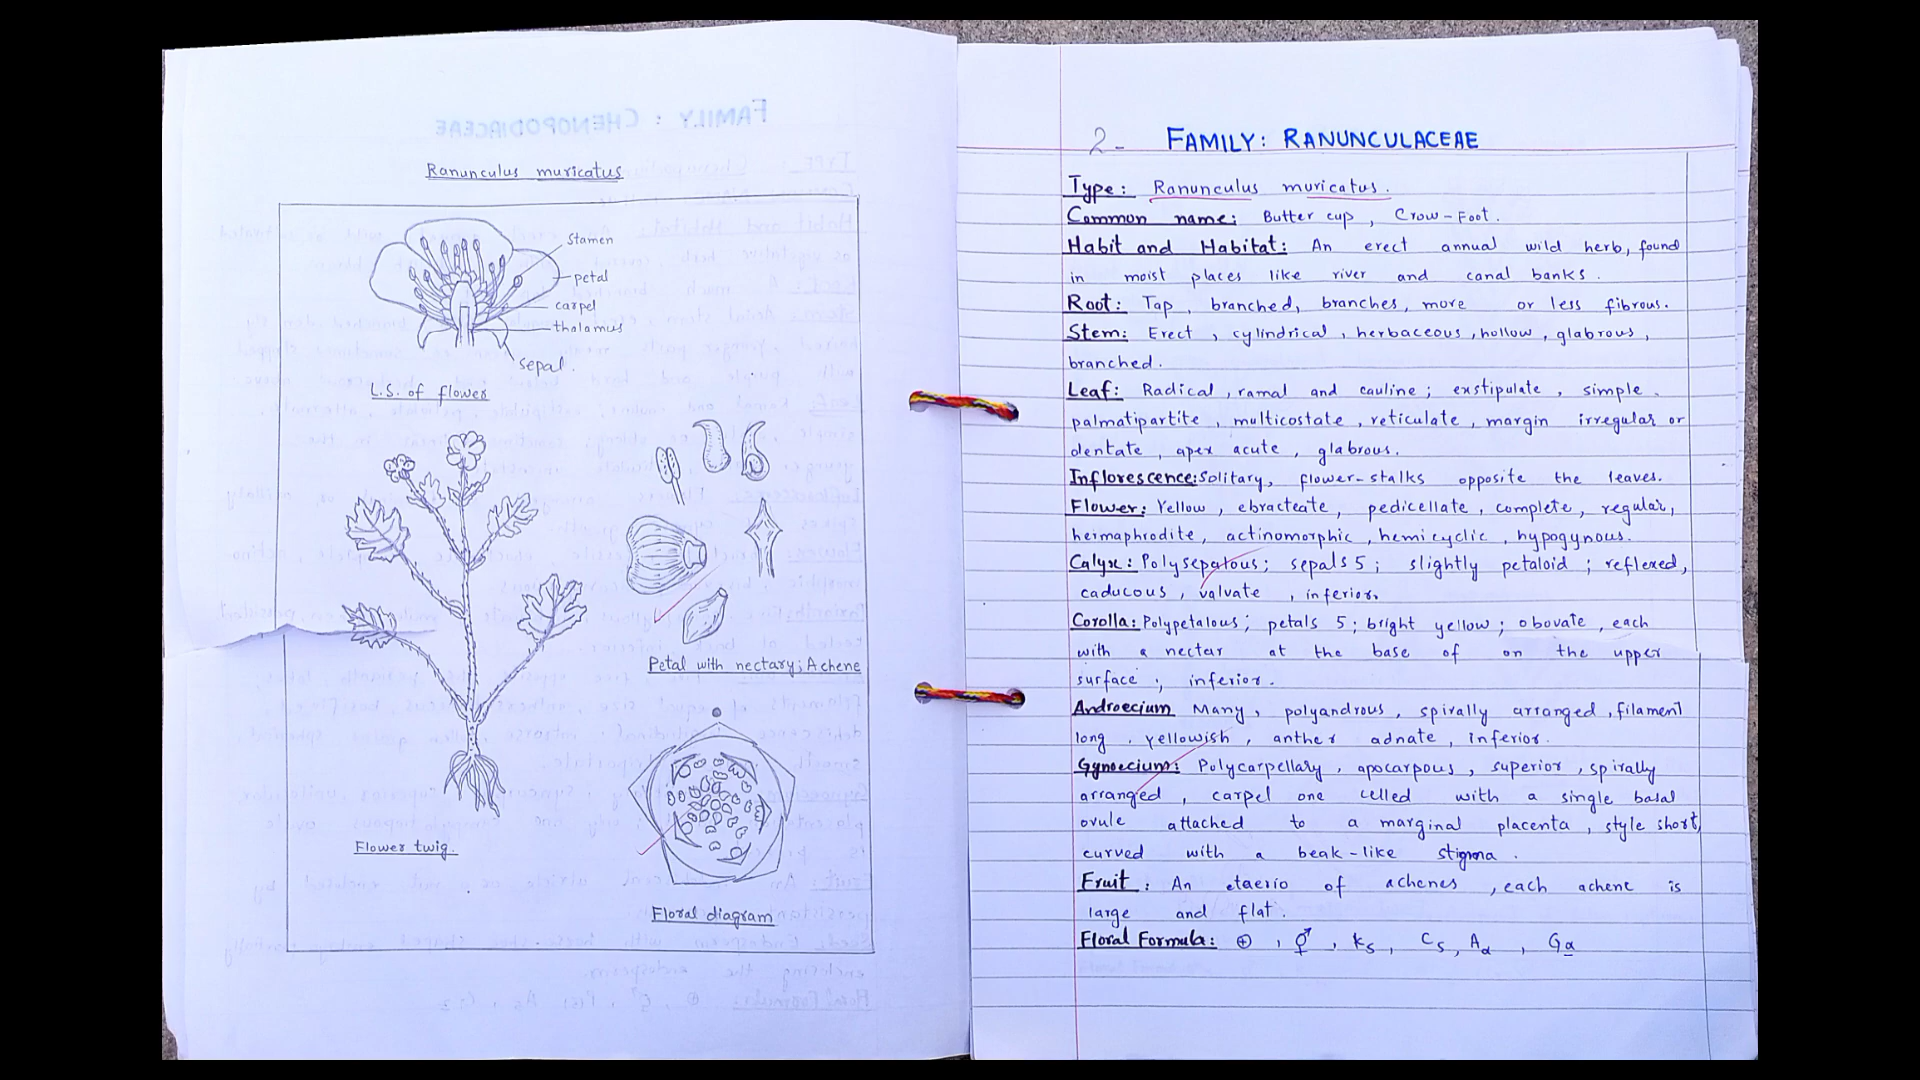 Ranunculus muricatus
Stamen
petal
carpel
thalamus
sepal.
L.S. of flower
Petal with nectary; Achene
Flower twig.
Floral diagram
2- FAMILY: RANUNCULACEAE
Type: Ranunculus muricatus.
Common name: Butter cup, Crow-Foot.
Habit and Habitat: An erect annual wild herb, found
in moist places like river and canal banks.
Root: Tap, branched, branches, more or less fibrous.
Stem: Erect, cylindrical, herbaceous, hollow, glabrous,
branched.
Leaf: Radical, ramal and cauline; exstipulate, simple.
palmatipartite, multicostate, reticulate, margin irregular or
dentate, apex acute, glabrous.
Inflorescence: Solitary, flower-stalks opposite the leaves.
Flower: Yellow, ebracteate, pedicellate, complete, regular,
heimaphrodite, actinomorphic, hemicyclic, hypogynous.
Calyx: Polysepalous; sepals 5; slightly petaloid; reflexed,
caducous, valvate, inferior.
Corolla: Polypetalous; petals 5; bright yellow; obovate, each
with a nectar at the base of on the upper
surface; inferior.
Androecium Many, polyandrous, spirally arranged, filament
long, yellowish, anther adnate, inferior.
Gynoecium: Polycarpellary, apocarpous, superior, spirally
arranged, carpel one celled with a single basal
ovule attached to a marginal placenta, style short,
curved with a beak-like stigma.
Fruit: An etaerio of achenes, each achene is
large and flat.
Floral Formula: ⊕, ⚥, K5, C5, Aα, Gα
FAMILY: CHENOPODIACEAE